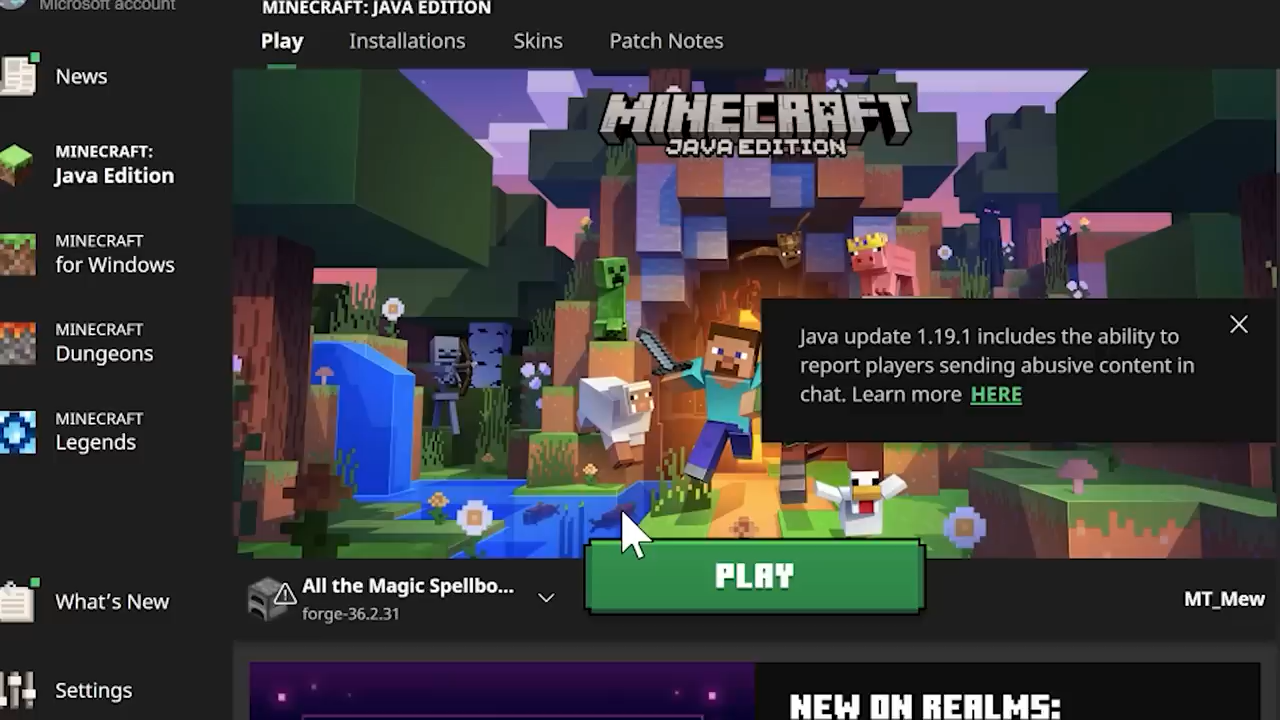 Microsoft account
MINECRAFT: JAVA EDITION
Play
Installations
Skins
Patch Notes
News
MINECRAFT:
Java Edition
MINECRAFT
for Windows
MINECRAFT
Dungeons
MINECRAFT
Legends
What's New
Settings
MINECRAFT
JAVA EDITION
Java update 1.19.1 includes the ability to
report players sending abusive content in
chat. Learn more HERE
All the Magic Spellbo...
forge-36.2.31
PLAY
MT_Mew
NEW ON REALMS: